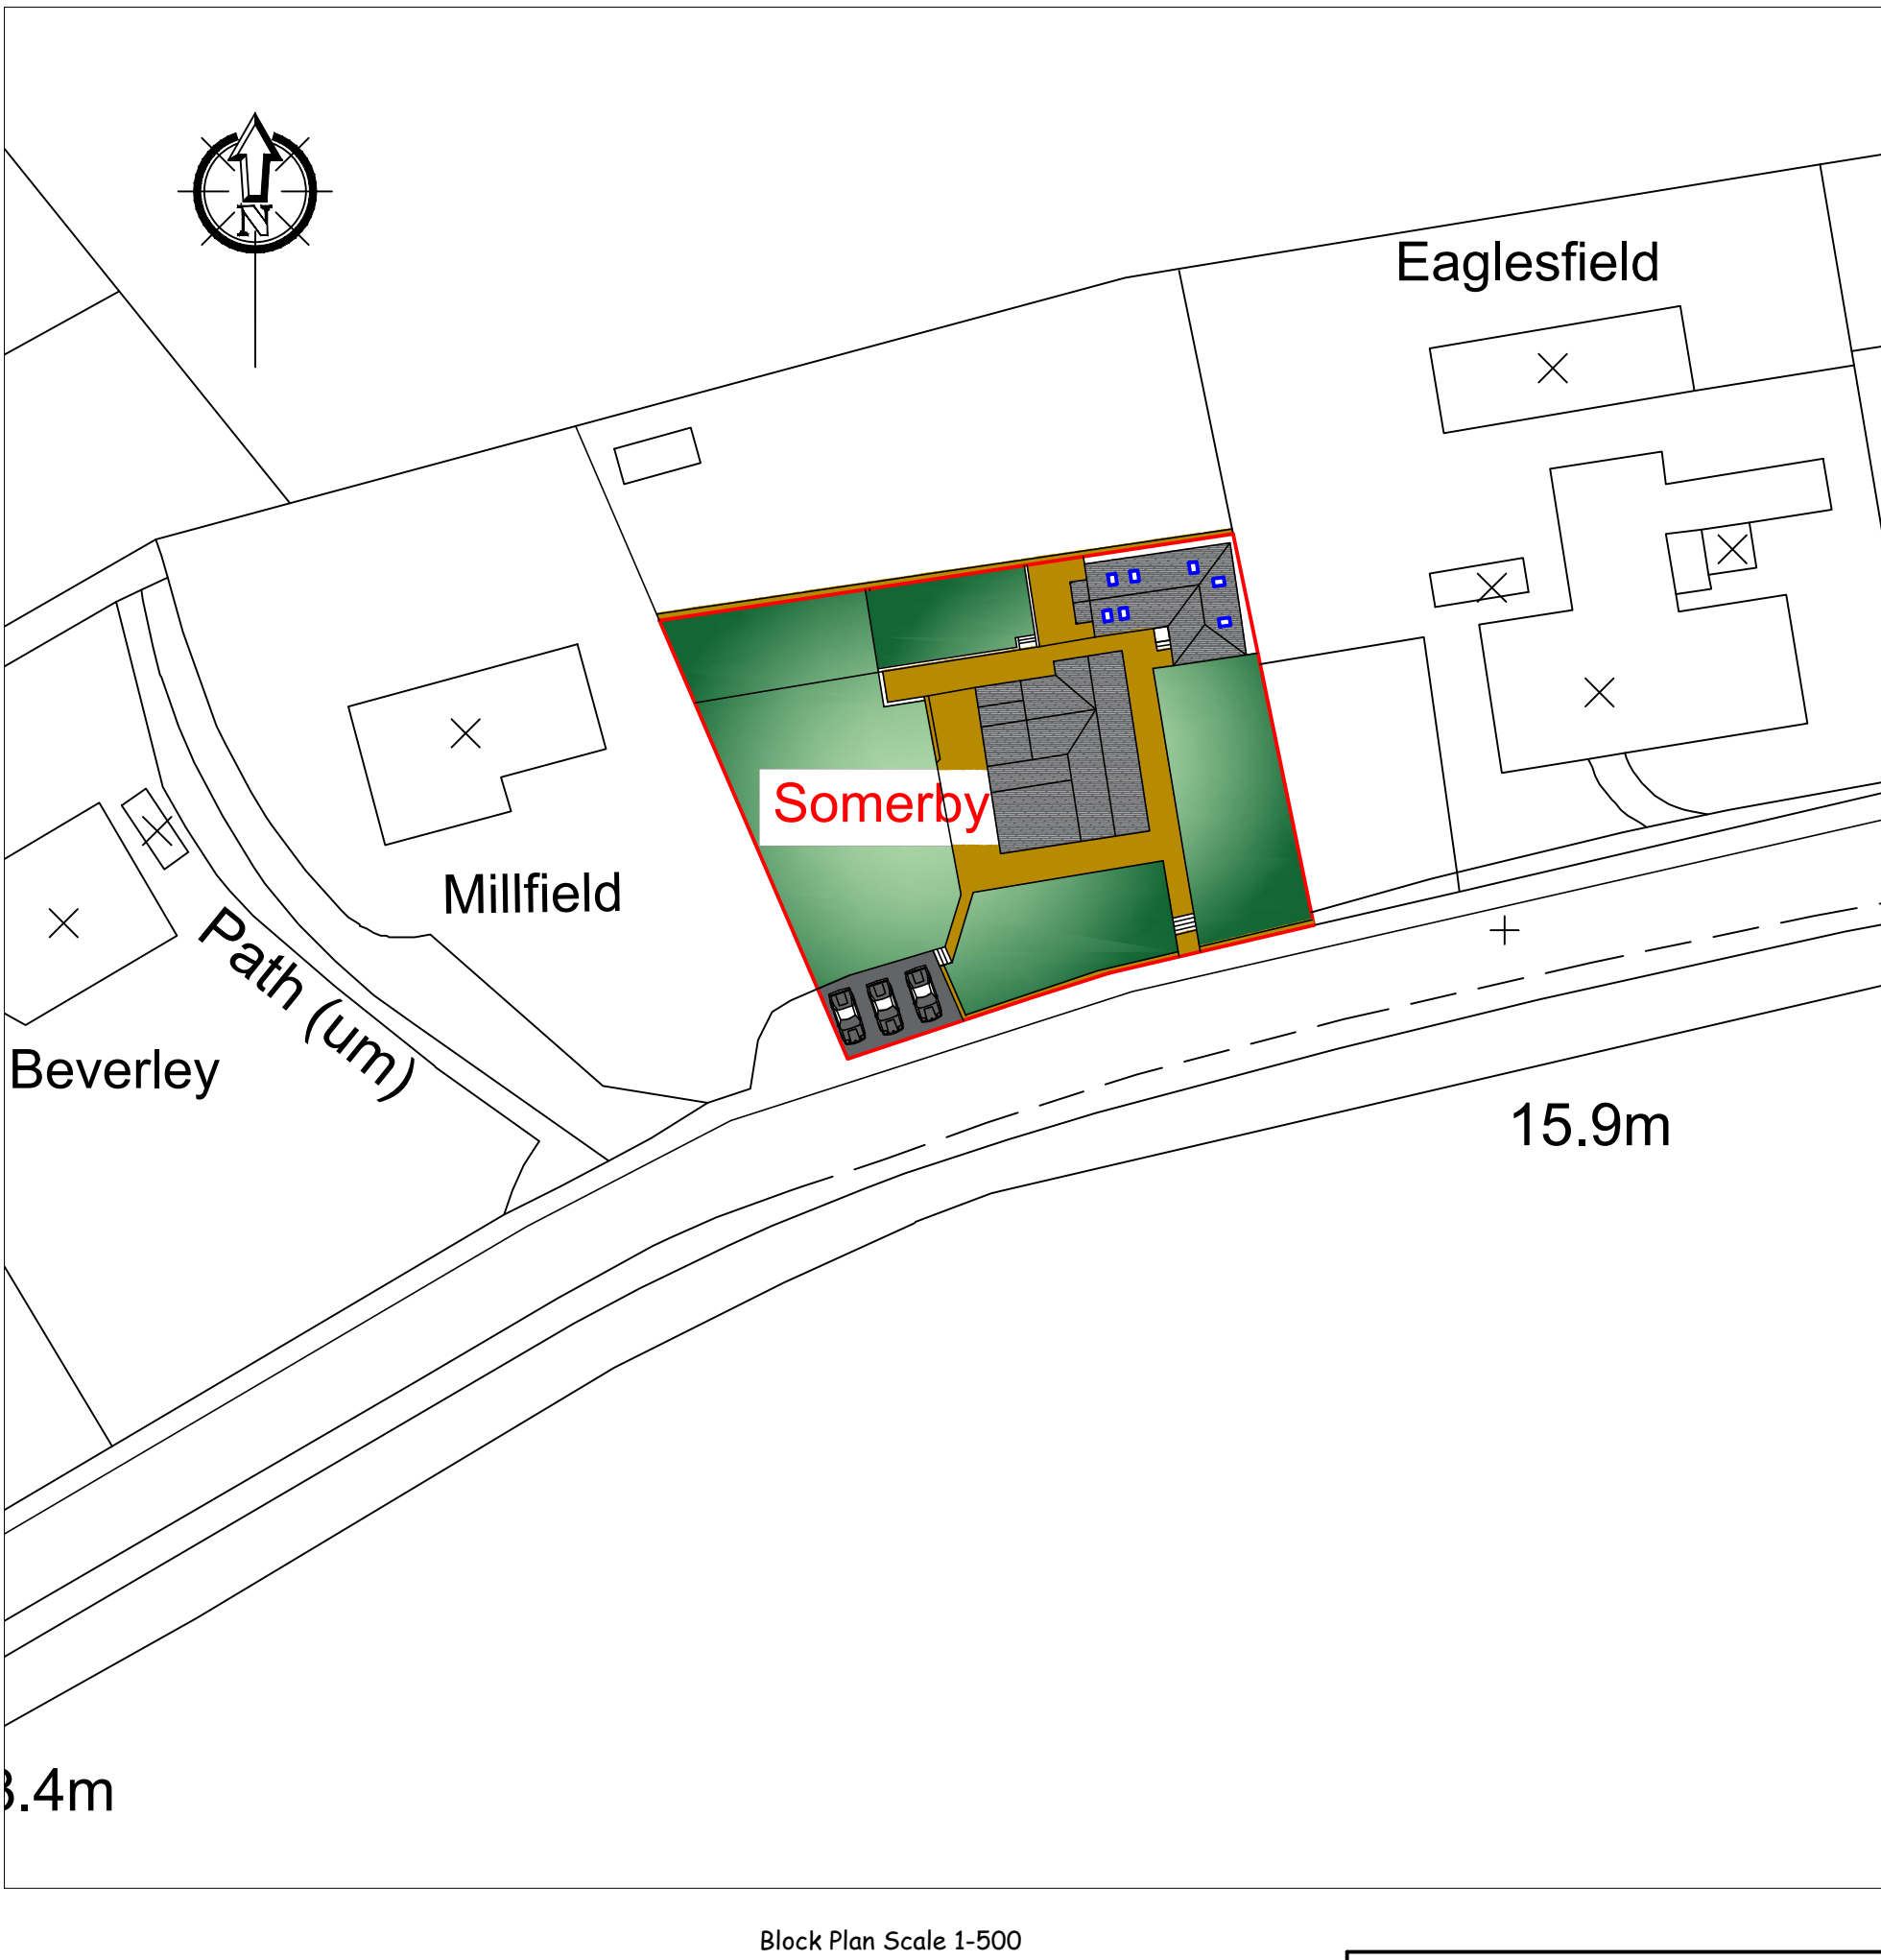 N
Eaglesfield
Somerby
Millfield
Path (um)
Beverley
15.9m
.4m
Block Plan Scale 1-500